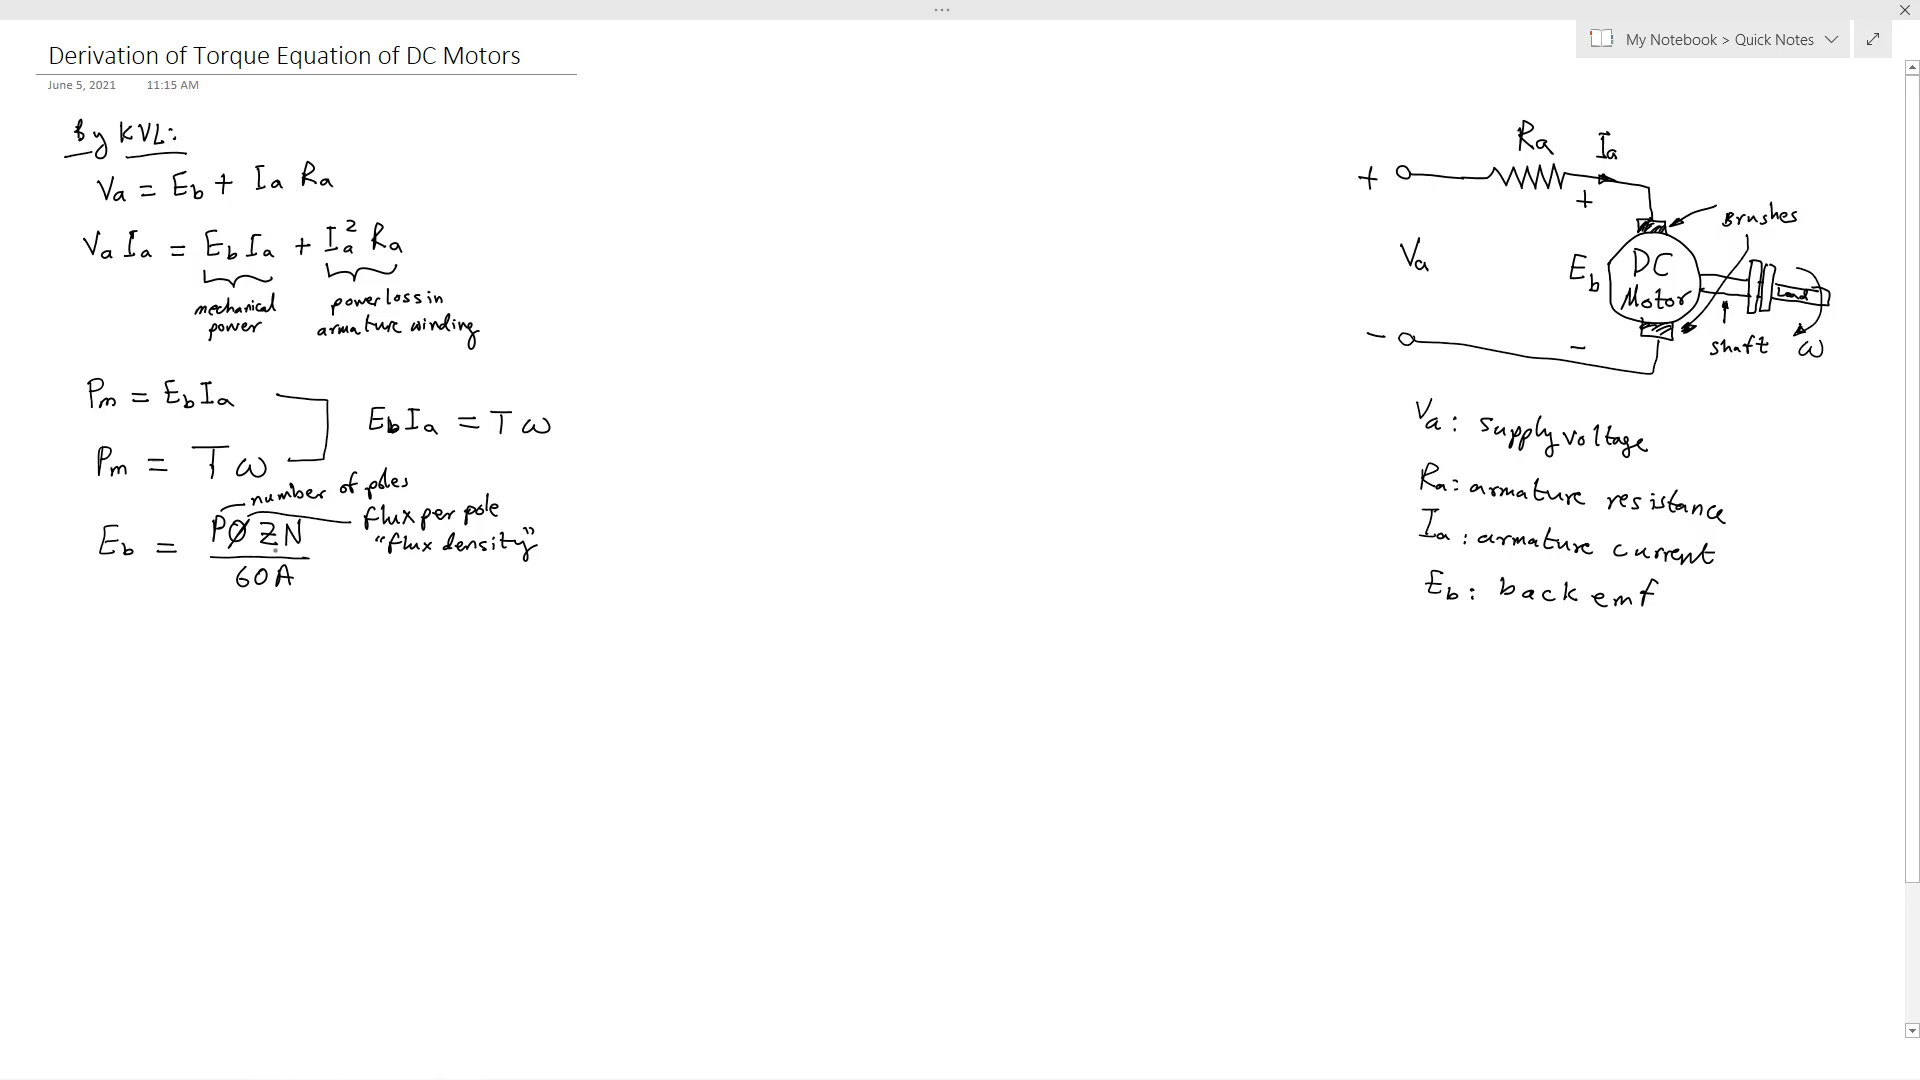 My Notebook > Quick Notes
Derivation of Torque Equation of DC Motors
June 5, 2021 11:15 AM
By KVL:
Va = Eb + Ia Ra
Va Ia = Eb Ia + Ia² Ra
mechanical power
power loss in armature winding
Pm = Eb Ia
Pm = T ω
Eb Ia = T ω
number of poles
flux per pole
"flux density"
Eb = PØZN
60A
Ra Ia
+ +
Brushes
Va
Eb
DC
Motor
Load
- -
shaft ω
Va : supply voltage
Ra : armature resistance
Ia : armature current
Eb : back emf